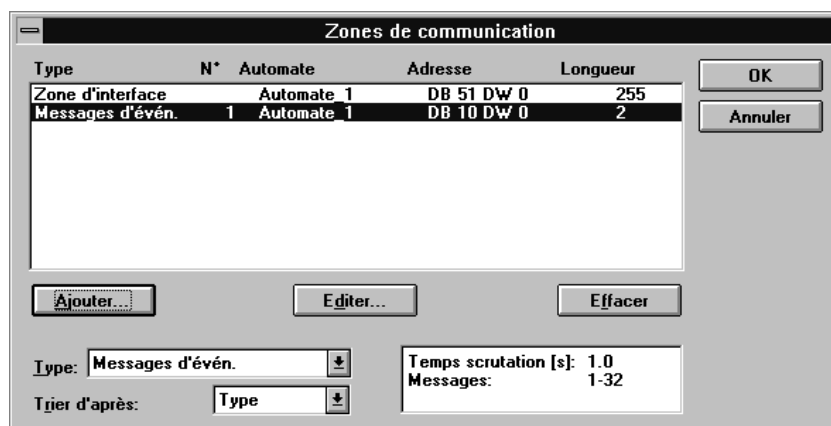 Zones de communication
Type N° Automate Adresse Longueur
Zone d'interface Automate_1 DB 51 DW 0 255
Messages d'évén. 1 Automate_1 DB 10 DW 0 2
OK
Annuler
Ajouter... Editer... Effacer
Type: Messages d'évén.
Trier d'après: Type
Temps scrutation [s]: 1.0
Messages: 1-32